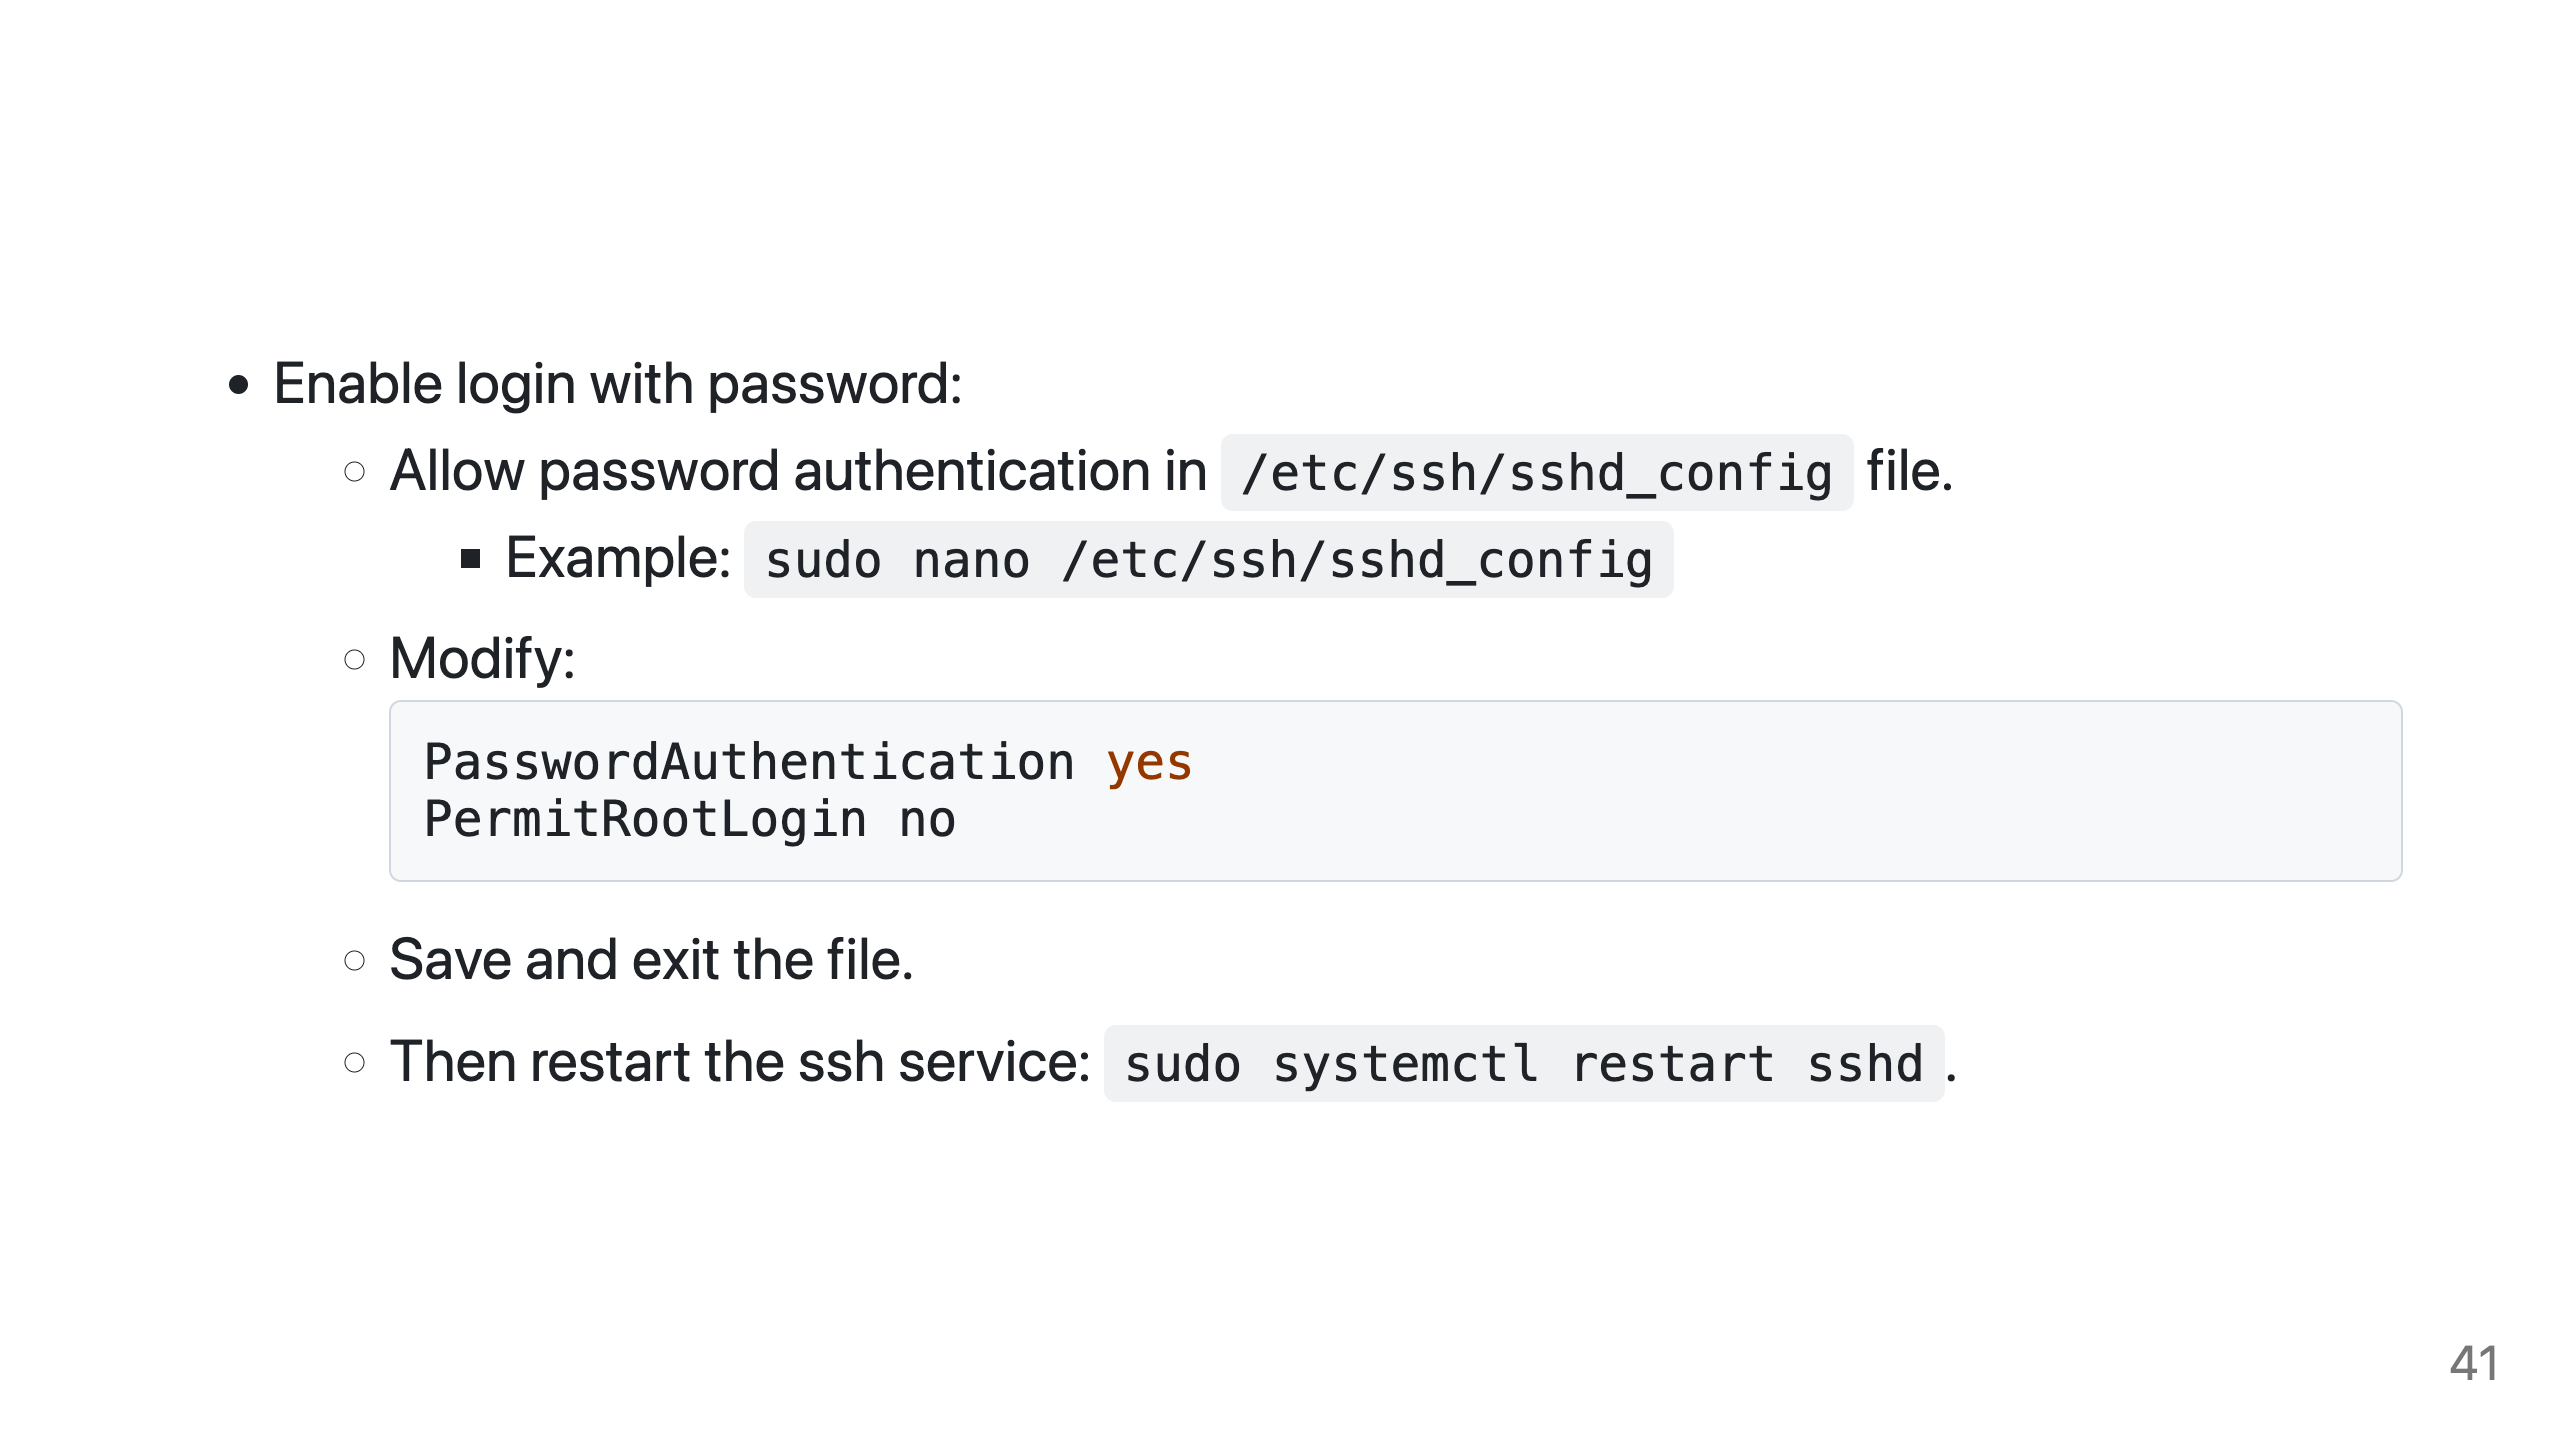 Enable login with password:
Allow password authentication in /etc/ssh/sshd_config file.
Example: sudo nano /etc/ssh/sshd_config
Modify:
PasswordAuthentication yes
PermitRootLogin no
Save and exit the file.
Then restart the ssh service: sudo systemctl restart sshd.
41